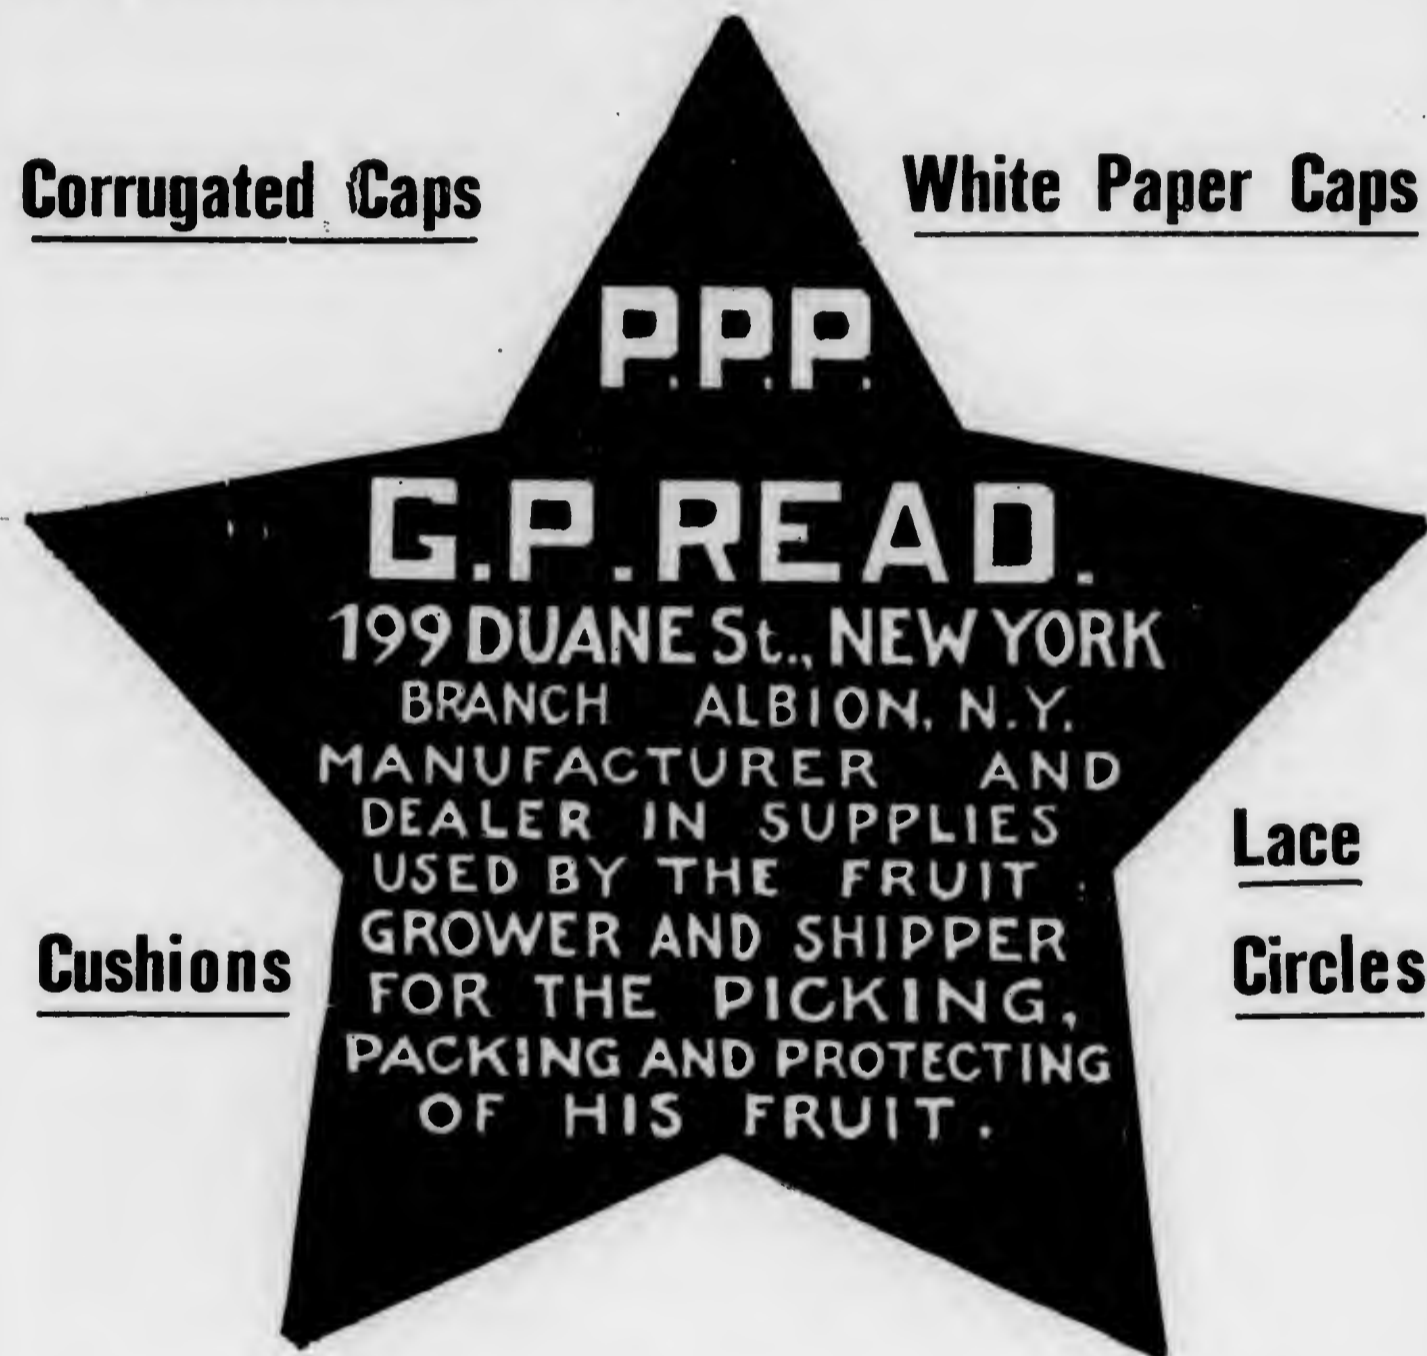 Corrugated Caps
White Paper Caps
P.P.P.
G.P.READ.
199 DUANE St., NEW YORK
BRANCH ALBION, N.Y.
MANUFACTURER AND
DEALER IN SUPPLIES
USED BY THE FRUIT
GROWER AND SHIPPER
FOR THE PICKING,
PACKING AND PROTECTING
OF HIS FRUIT.
Cushions
Lace
Circles